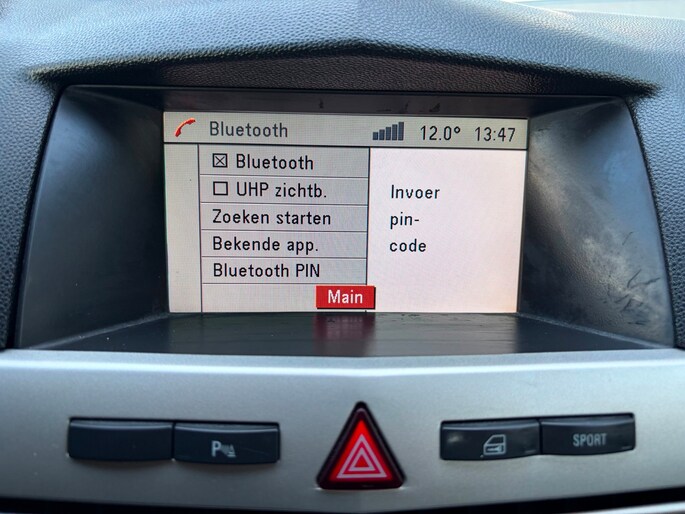 Bluetooth 12.0° 13:47
Bluetooth
UHP zichtb.
Zoeken starten
Bekende app.
Bluetooth PIN
Main
Invoer
pin-
code
P
SPORT